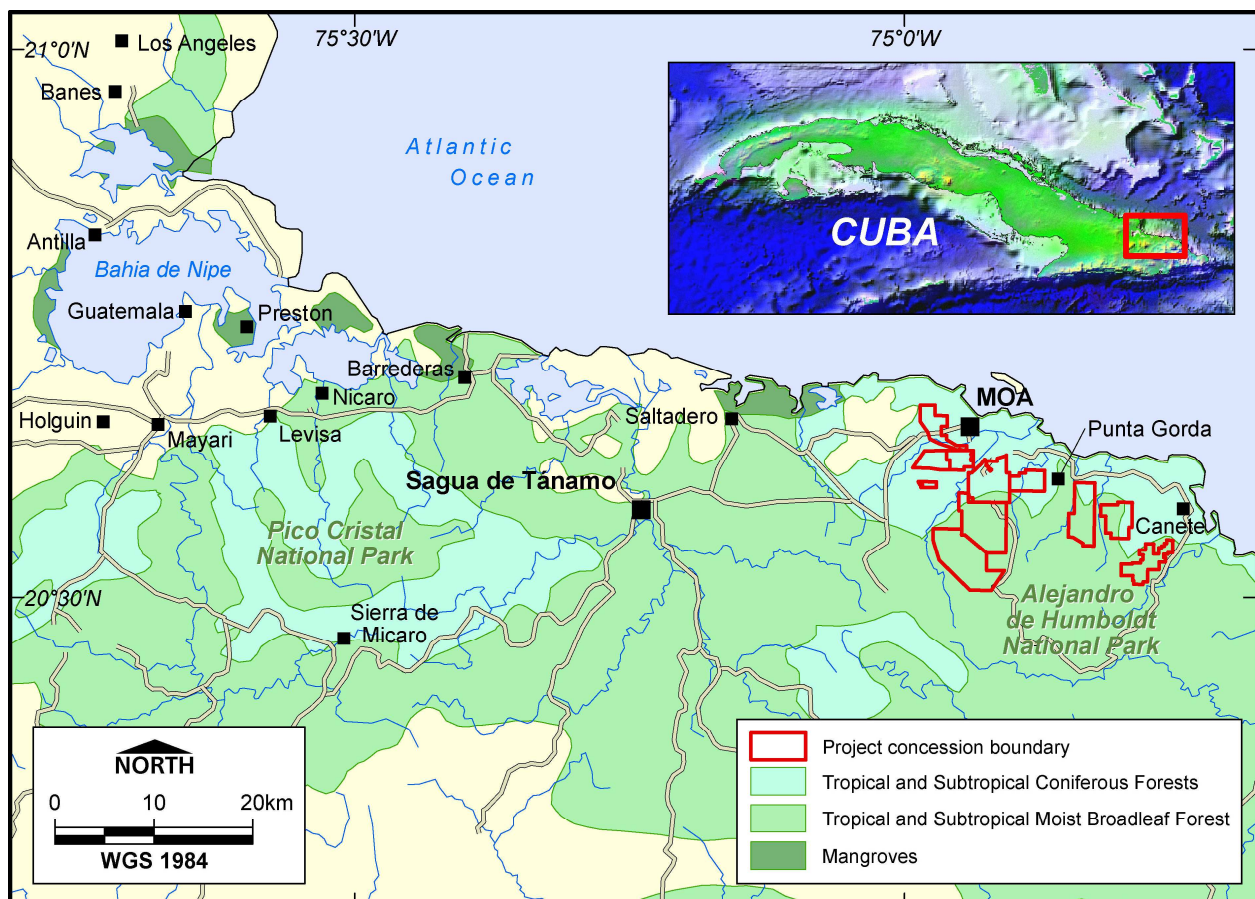 75°30'W
75°0'W
21°0'N
Los Angeles
Banes
Atlantic
Ocean
CUBA
Antilla
Bahia de Nipe
Guatemala
Preston
Barrederas
Nicaro
Holguin
Mayari
Levisa
Saltadero
MOA
Punta Gorda
Sagua de Tánamo
Canete
Pico Cristal
National Park
20°30'N
Sierra de
Micaro
Alejandro
de Humboldt
National Park
NORTH
0 10 20km
WGS 1984
Project concession boundary
Tropical and Subtropical Coniferous Forests
Tropical and Subtropical Moist Broadleaf Forest
Mangroves